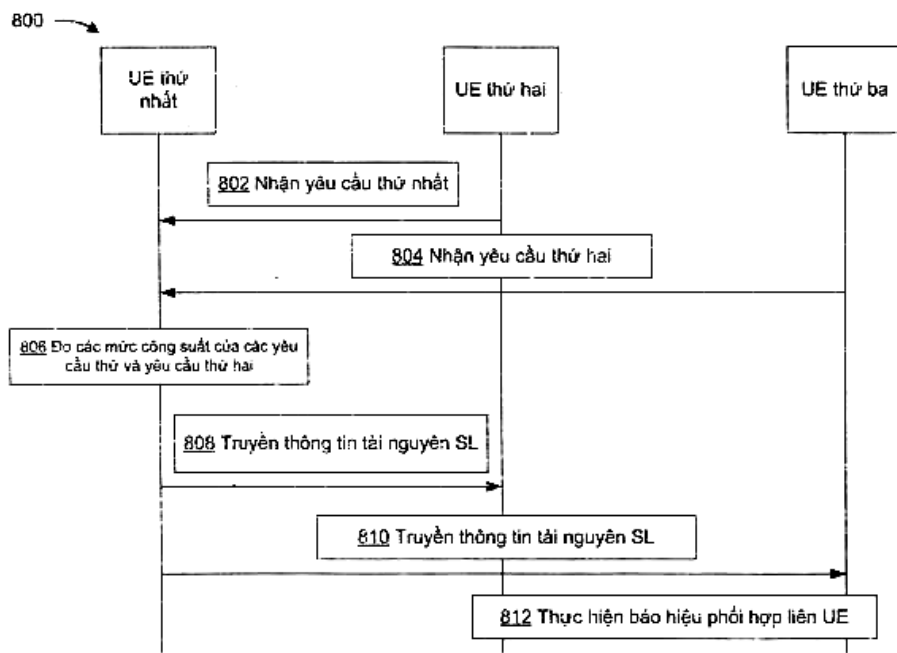 800
UE thứ
nhất
UE thứ hai
UE thứ ba
802 Nhận yêu cầu thứ nhất
804 Nhận yêu cầu thứ hai
806 Đo các mức công suất của các yêu
cầu thứ và yêu cầu thứ hai
808 Truyền thông tin tài nguyên SL
810 Truyền thông tin tài nguyên SL
812 Thực hiện báo hiệu phối hợp liên UE